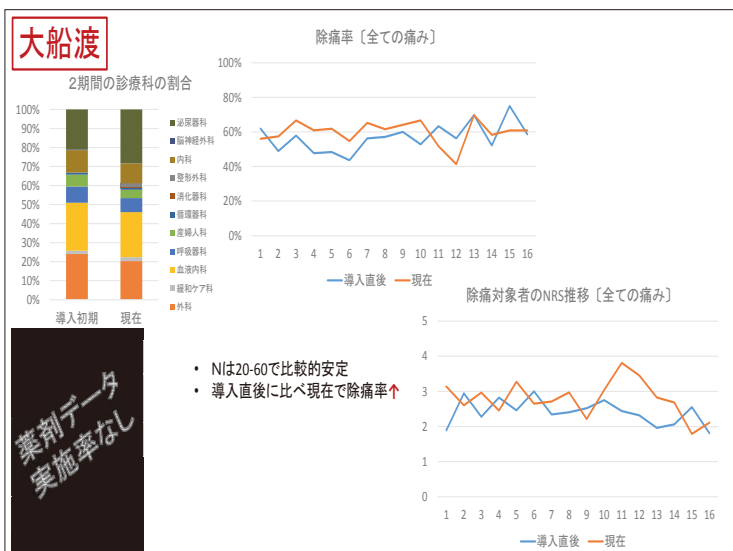 大船渡
2期間の診療科の割合
100%
90%
80%
70%
60%
50%
40%
30%
20%
10%
0%
導入初期 現在
泌尿器科
脳神経外科
内科
整形外科
消化器科
循環器科
産婦人科
呼吸器科
血液内科
緩和ケア科
外科
除痛率〔全ての痛み〕
100%
80%
60%
40%
20%
0%
1 2 3 4 5 6 7 8 9 10 11 12 13 14 15 16
導入直後 現在
薬剤データ
実施率なし
• Nは20-60で比較的安定
• 導入直後に比べ現在で除痛率↑
除痛対象者のNRS推移〔全ての痛み〕
5
4
3
2
1
0
1 2 3 4 5 6 7 8 9 10 11 12 13 14 15 16
導入直後 現在